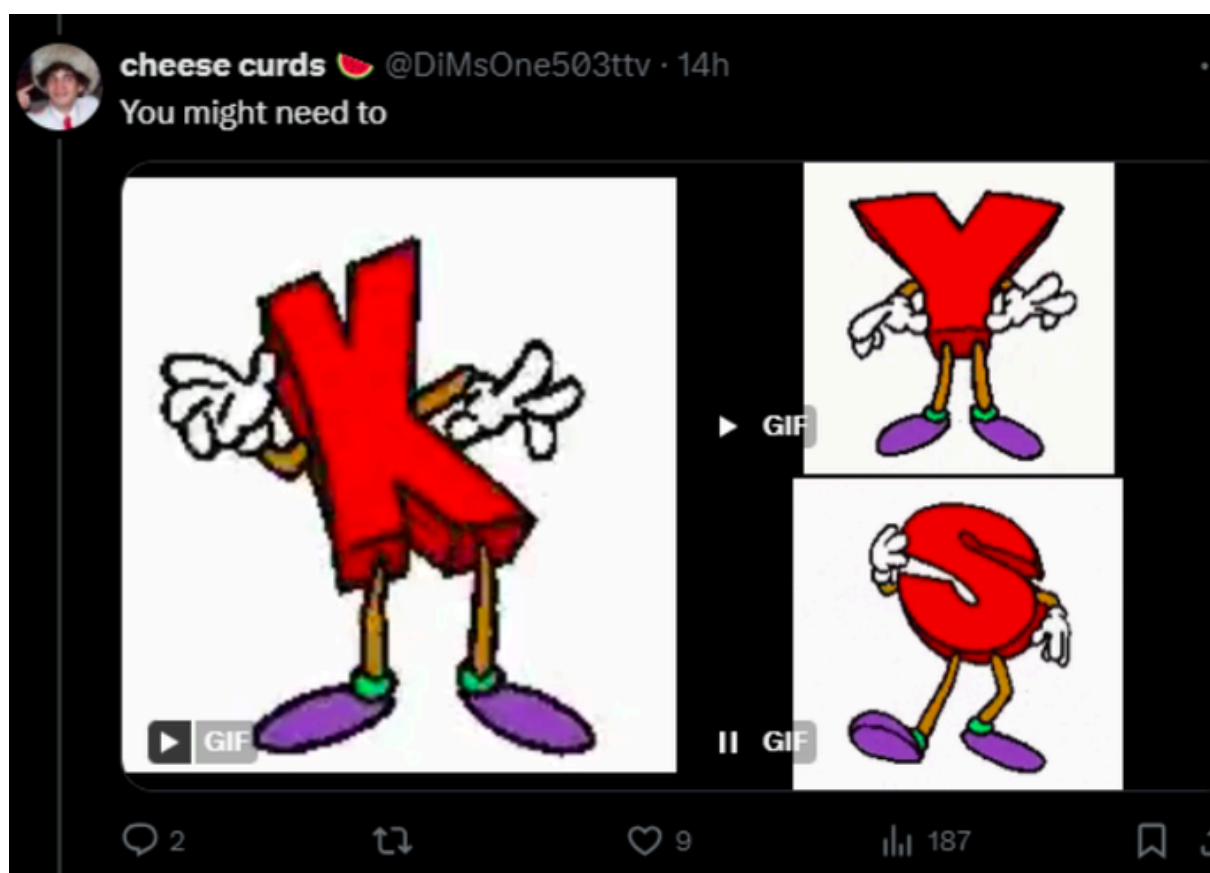 cheese curds 🍉 @DiMsOne503ttv · 14h
You might need to
K
GIF
Y
GIF
S
GIF
2
9
187